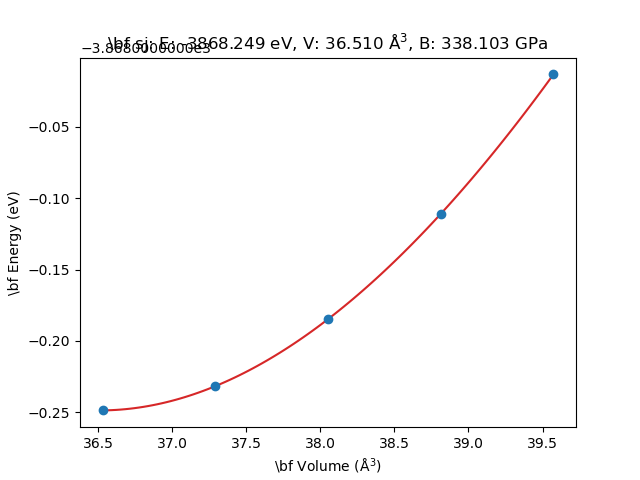 \bf sj: E: -3868.249 eV, V: 36.510 Å³, B: 338.103 GPa
−3.8680000000e3
−0.05
−0.10
−0.15
−0.20
−0.25
\bf Energy (eV)
36.5 37.0 37.5 38.0 38.5 39.0 39.5
\bf Volume (Å³)